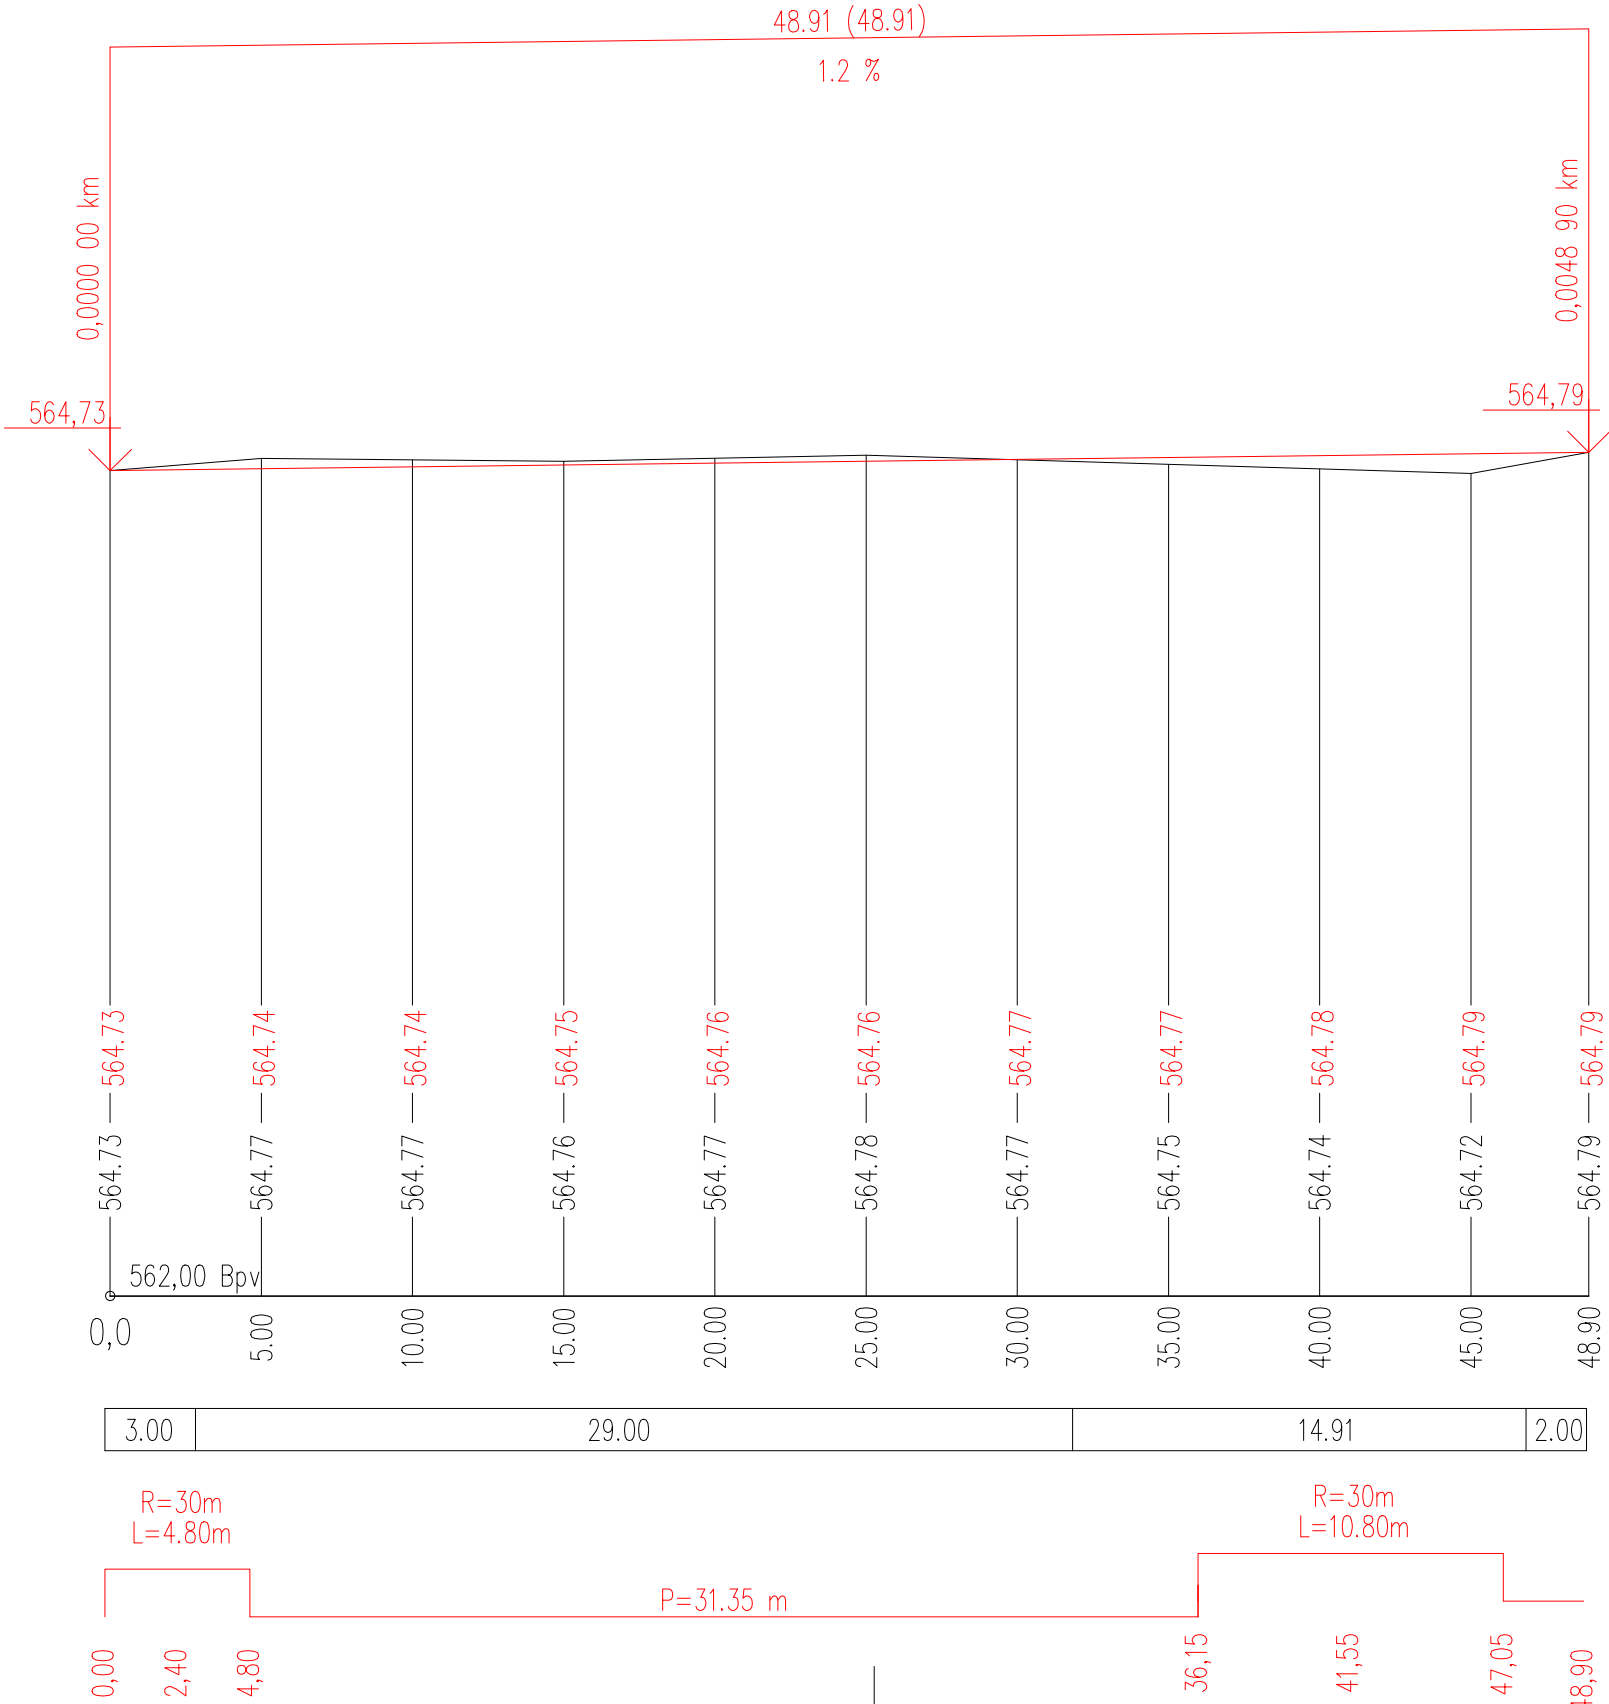 48.91 (48.91)
1.2 %
0,0000 00 km
0,0048 90 km
564,73
564,79
564.73 564.74 564.74 564.75 564.76 564.76 564.77 564.77 564.78 564.79 564.79
564.73 564.77 564.77 564.76 564.77 564.78 564.77 564.75 564.74 564.72 564.79
562,00 Bpv
0,0 5.00 10.00 15.00 20.00 25.00 30.00 35.00 40.00 45.00 48.90
3.00 29.00 14.91 2.00
R=30m
L=4.80m
R=30m
L=10.80m
P=31.35 m
0,00 2,40 4,80 36,15 41,55 47,05 48,90